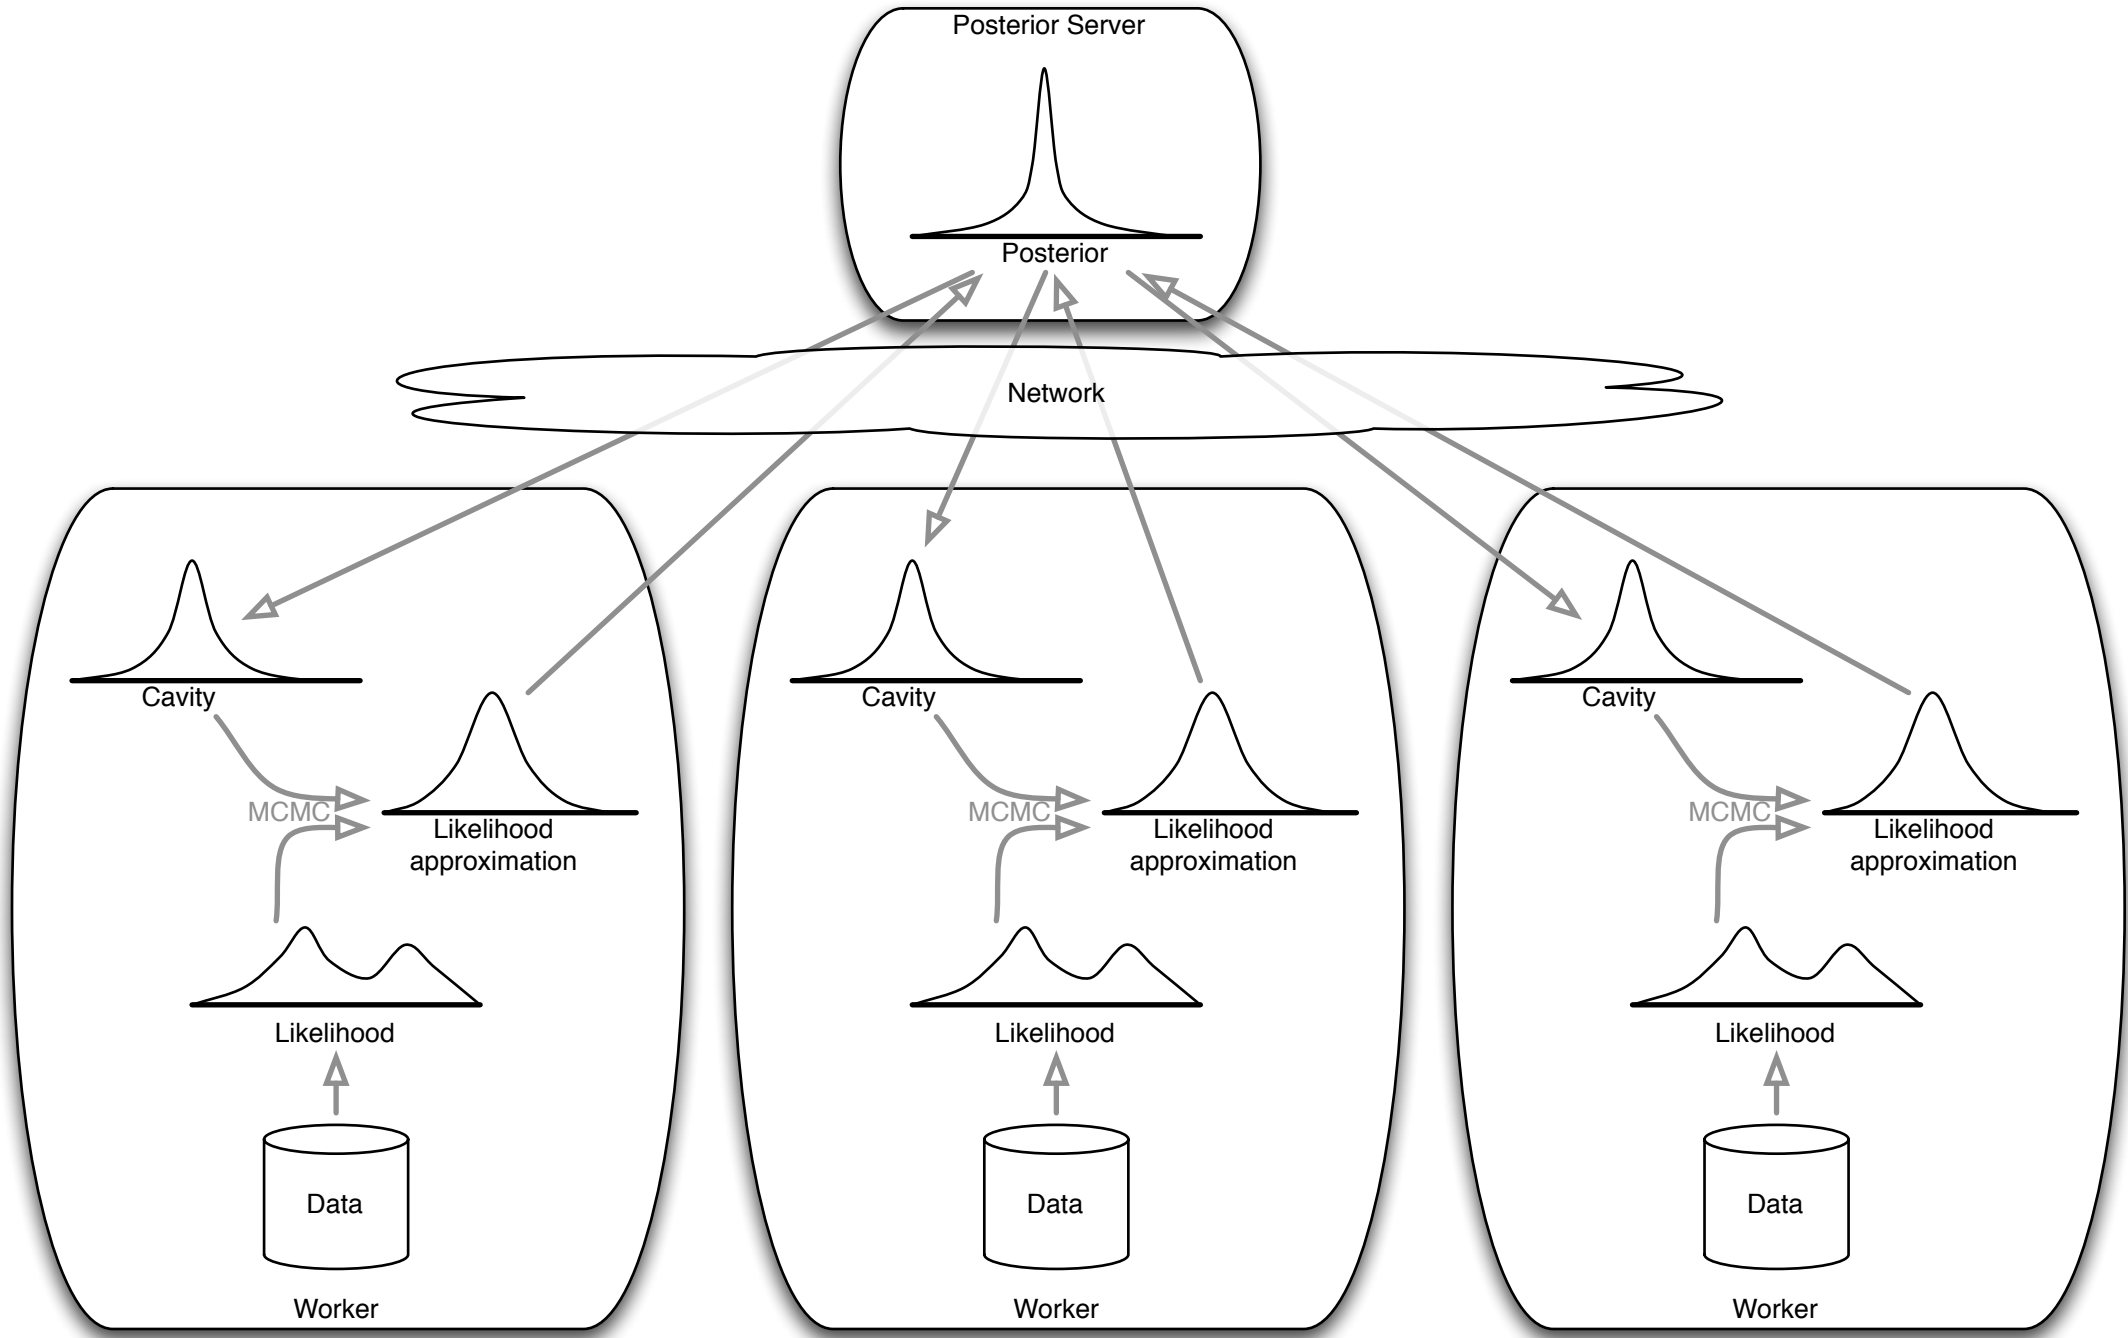 Posterior Server
Posterior
Network
Cavity
MCMC
Likelihood
approximation
Likelihood
Data
Worker
Cavity
MCMC
Likelihood
approximation
Likelihood
Data
Worker
Cavity
MCMC
Likelihood
approximation
Likelihood
Data
Worker